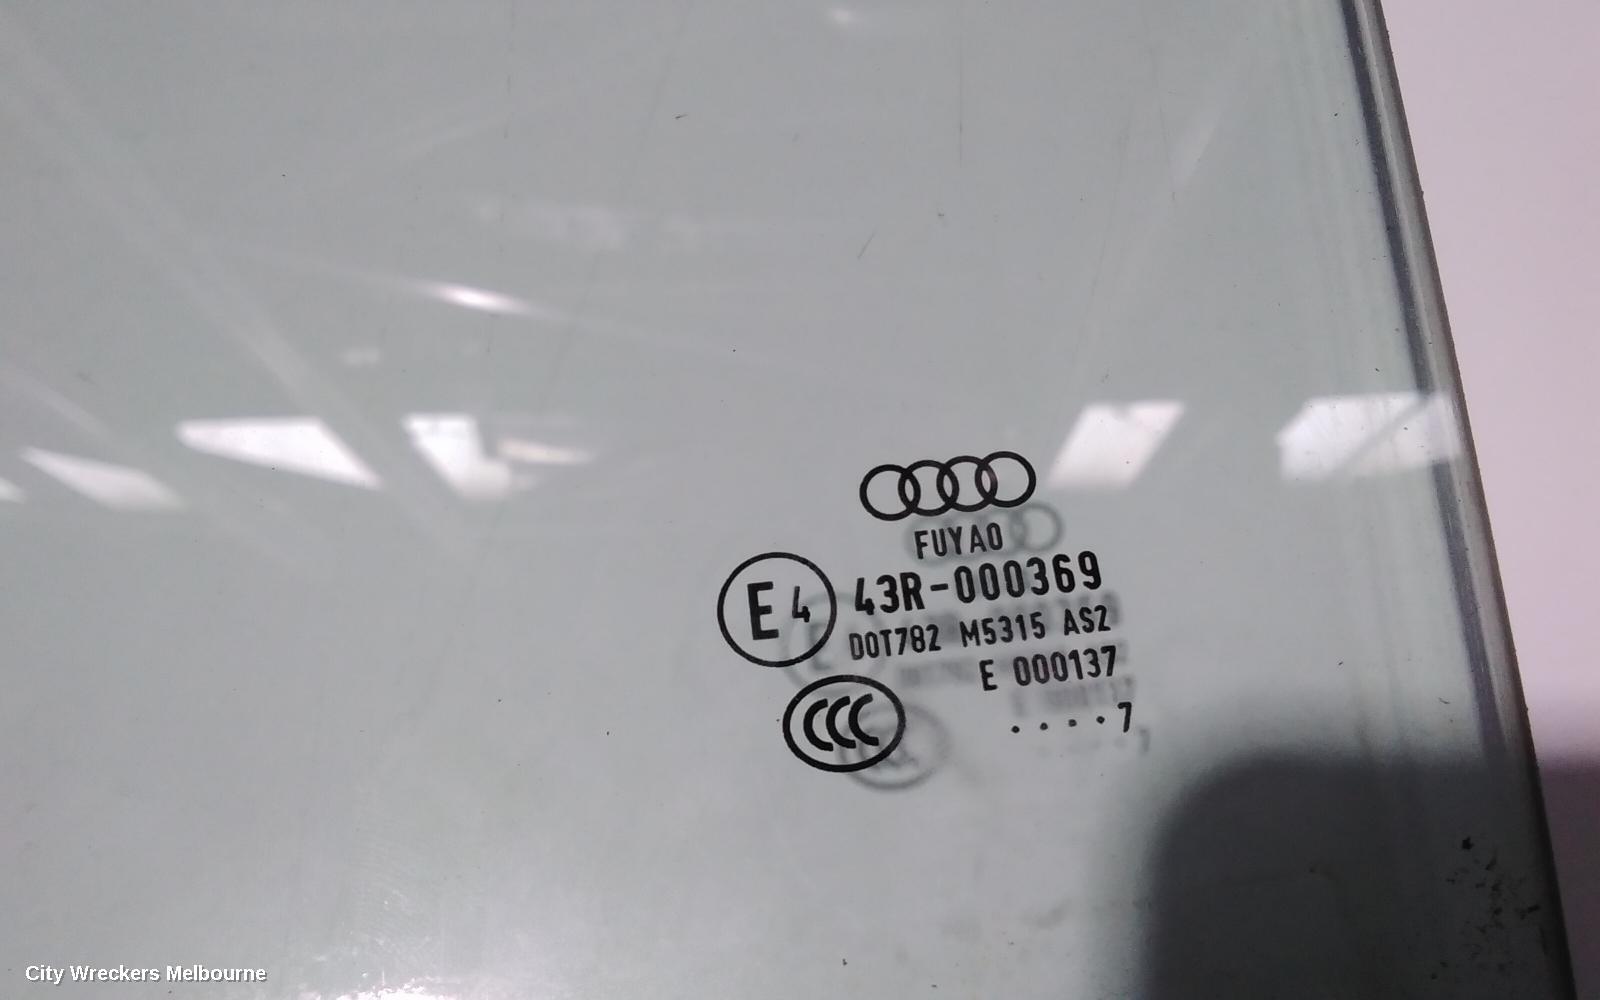 FUYAO
E4 43R-000369
DOT782 M5315 AS2
E 000137
CCC ....7
City Wreckers Melbourne